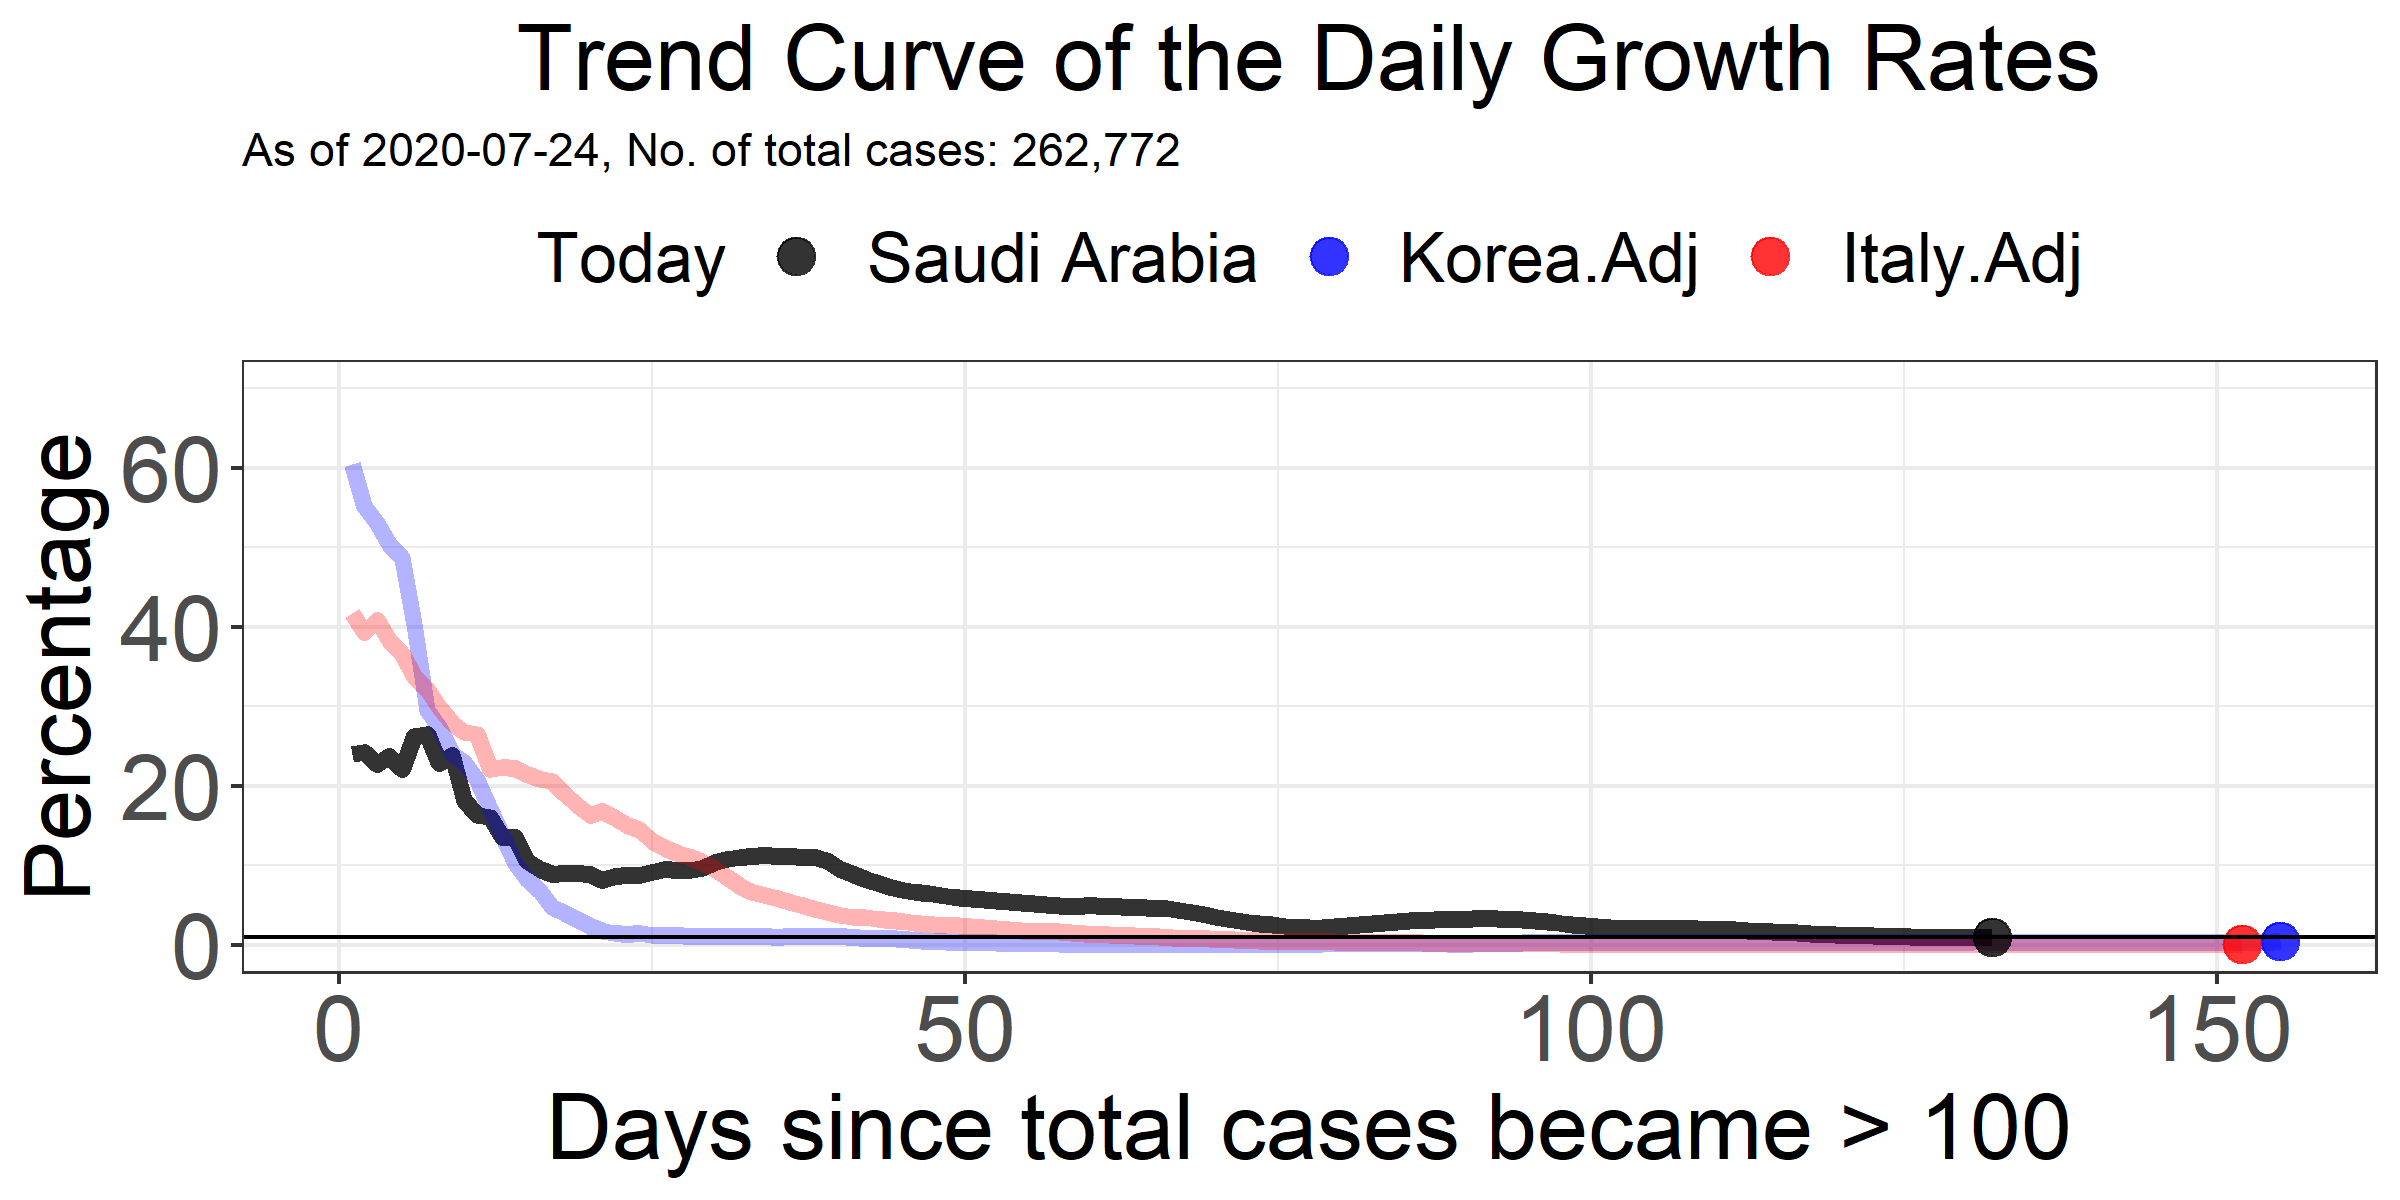 Trend Curve of the Daily Growth Rates
As of 2020-07-24, No. of total cases: 262,772
Today Saudi Arabia Korea.Adj Italy.Adj
Percentage
60
40
20
0
0 50 100 150
Days since total cases became > 100